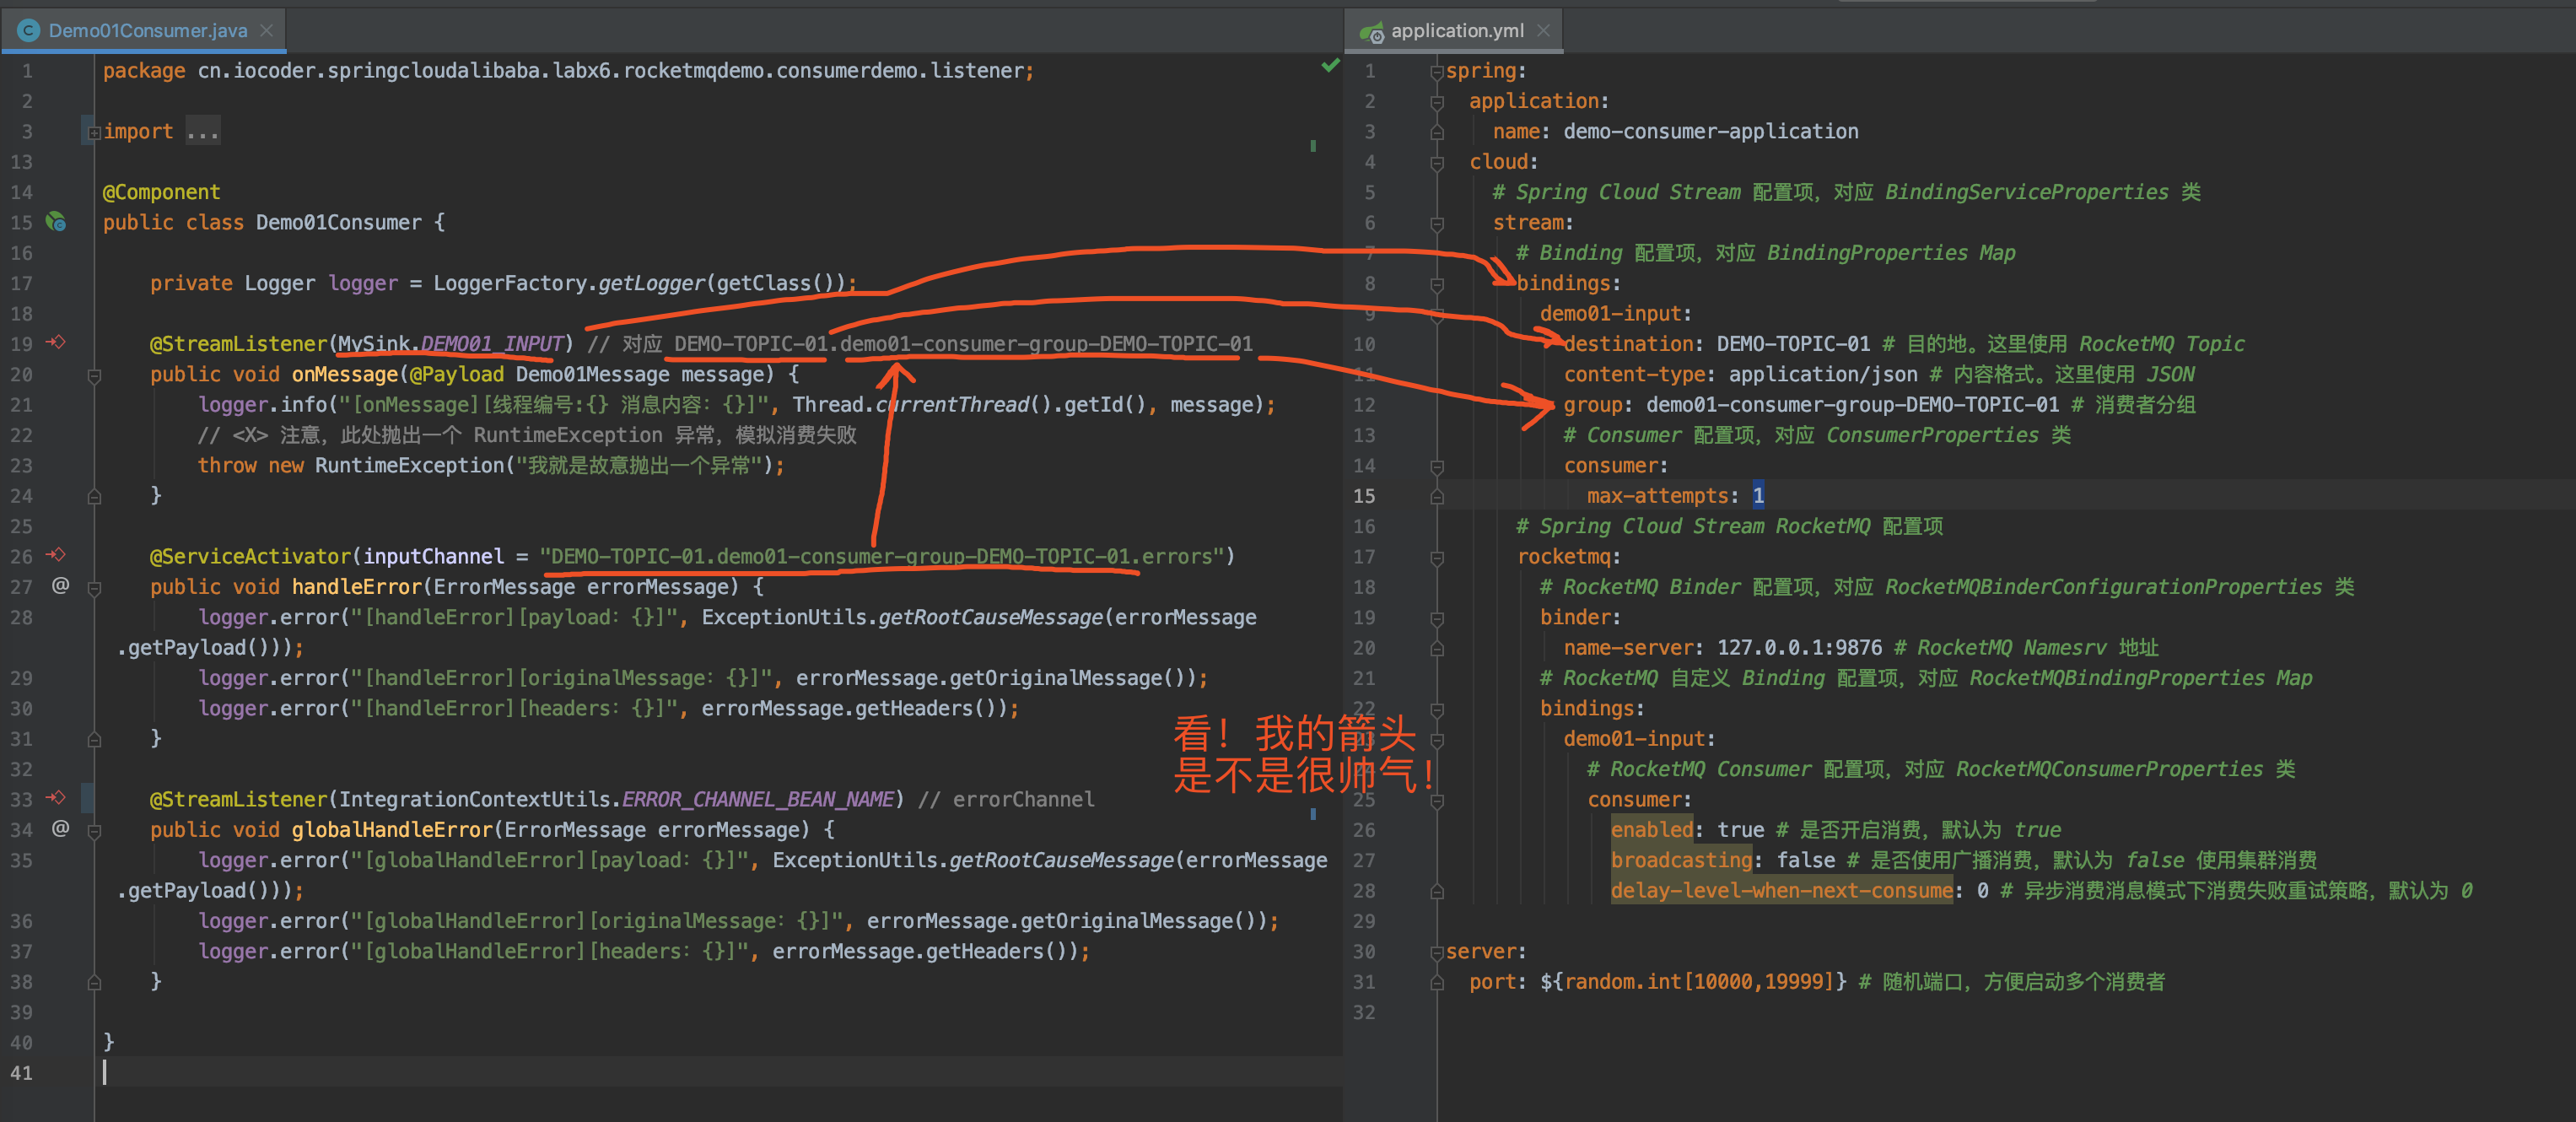 Demo01Consumer.java
1 package cn.iocoder.springcloudalibaba.labx6.rocketmqdemo.consumerdemo.listener;
2
3 import ...
13
14 @Component
15 public class Demo01Consumer {
16
17 private Logger logger = LoggerFactory.getLogger(getClass());
18
19 @StreamListener(MySink.DEMO01_INPUT) // 对应 DEMO-TOPIC-01.demo01-consumer-group-DEMO-TOPIC-01
20 public void onMessage(@Payload Demo01Message message) {
21 logger.info("[onMessage][线程编号:{} 消息内容：{}]", Thread.currentThread().getId(), message);
22 // <X> 注意，此处抛出一个 RuntimeException 异常，模拟消费失败
23 throw new RuntimeException("我就是故意抛出一个异常");
24 }
25
26 @ServiceActivator(inputChannel = "DEMO-TOPIC-01.demo01-consumer-group-DEMO-TOPIC-01.errors")
27 public void handleError(ErrorMessage errorMessage) {
28 logger.error("[handleError][payload：{}]", ExceptionUtils.getRootCauseMessage(errorMessage
.getPayload()));
29 logger.error("[handleError][originalMessage：{}]", errorMessage.getOriginalMessage());
30 logger.error("[handleError][headers：{}]", errorMessage.getHeaders());
31 }
32
33 @StreamListener(IntegrationContextUtils.ERROR_CHANNEL_BEAN_NAME) // errorChannel
34 public void globalHandleError(ErrorMessage errorMessage) {
35 logger.error("[globalHandleError][payload：{}]", ExceptionUtils.getRootCauseMessage(errorMessage
.getPayload()));
36 logger.error("[globalHandleError][originalMessage：{}]", errorMessage.getOriginalMessage());
37 logger.error("[globalHandleError][headers：{}]", errorMessage.getHeaders());
38 }
39
40 }
41
看！我的箭头
是不是很帅气！
application.yml
1 spring:
2 application:
3 name: demo-consumer-application
4 cloud:
5 # Spring Cloud Stream 配置项，对应 BindingServiceProperties 类
6 stream:
7 # Binding 配置项，对应 BindingProperties Map
8 bindings:
9 demo01-input:
10 destination: DEMO-TOPIC-01 # 目的地。这里使用 RocketMQ Topic
11 content-type: application/json # 内容格式。这里使用 JSON
12 group: demo01-consumer-group-DEMO-TOPIC-01 # 消费者分组
13 # Consumer 配置项，对应 ConsumerProperties 类
14 consumer:
15 max-attempts: 1
16 # Spring Cloud Stream RocketMQ 配置项
17 rocketmq:
18 # RocketMQ Binder 配置项，对应 RocketMQBinderConfigurationProperties 类
19 binder:
20 name-server: 127.0.0.1:9876 # RocketMQ Namesrv 地址
21 # RocketMQ 自定义 Binding 配置项，对应 RocketMQBindingProperties Map
22 bindings:
23 demo01-input:
24 # RocketMQ Consumer 配置项，对应 RocketMQConsumerProperties 类
25 consumer:
26 enabled: true # 是否开启消费，默认为 true
27 broadcasting: false # 是否使用广播消费，默认为 false 使用集群消费
28 delay-level-when-next-consume: 0 # 异步消费消息模式下消费失败重试策略，默认为 0
29
30 server:
31 port: ${random.int[10000,19999]} # 随机端口，方便启动多个消费者
32